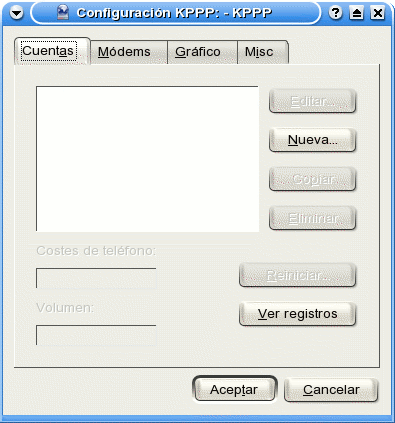 Configuración KPPP: - KPPP
Cuentas Módems Gráfico Misc
Editar...
Nueva...
Copiar
Eliminar
Costes de teléfono:
Reiniciar...
Volumen:
Ver registros
Aceptar Cancelar